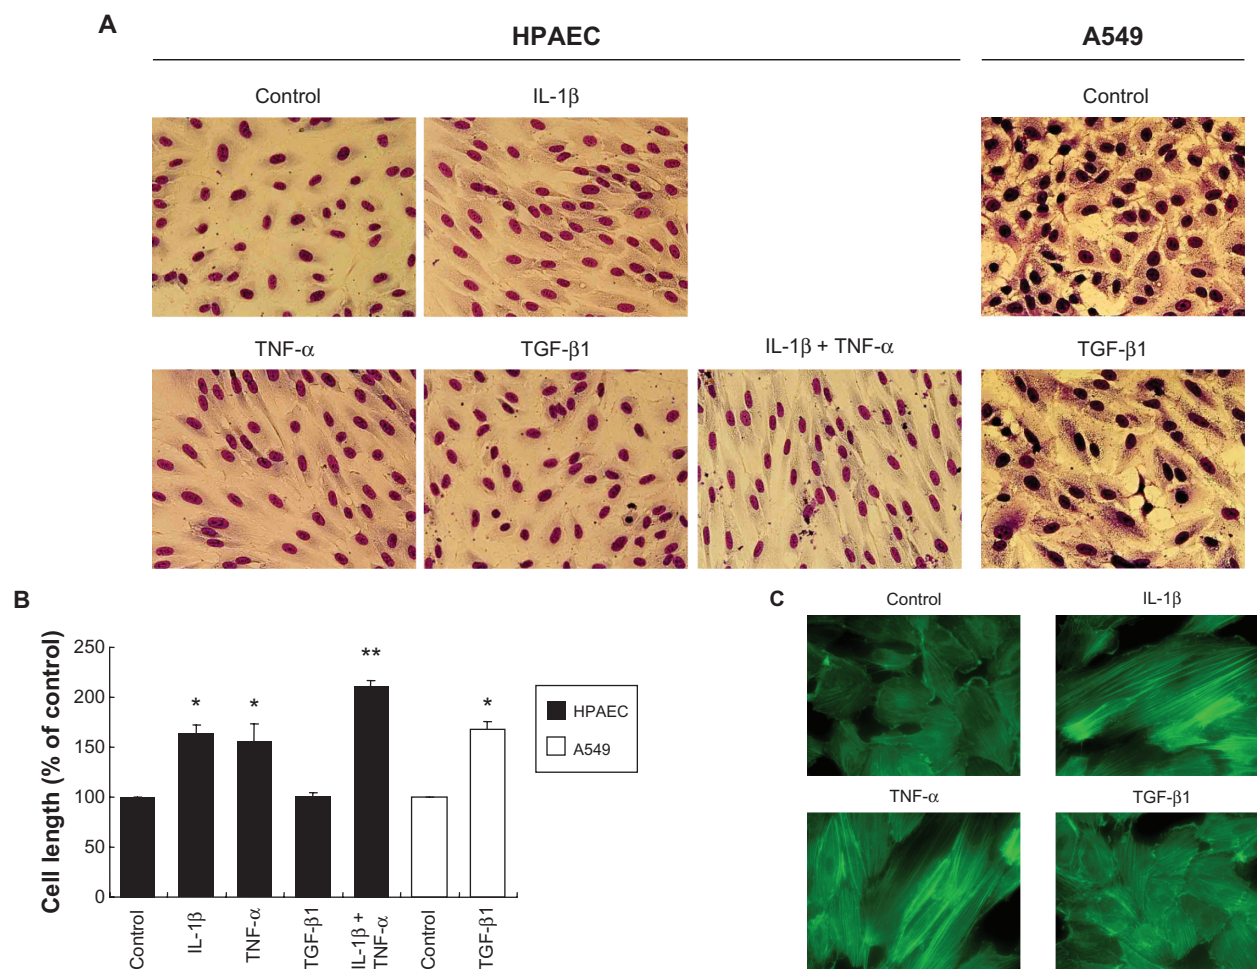 A
HPAEC
A549
Control
IL-1β
Control
TNF-α
TGF-β1
IL-1β + TNF-α
TGF-β1
B
Cell length (% of control)
250
200
150
100
50
0
*
*
**
*
Control
IL-1β
TNF-α
TGF-β1
IL-1β +
TNF-α
Control
TGF-β1
HPAEC
A549
C
Control
IL-1β
TNF-α
TGF-β1